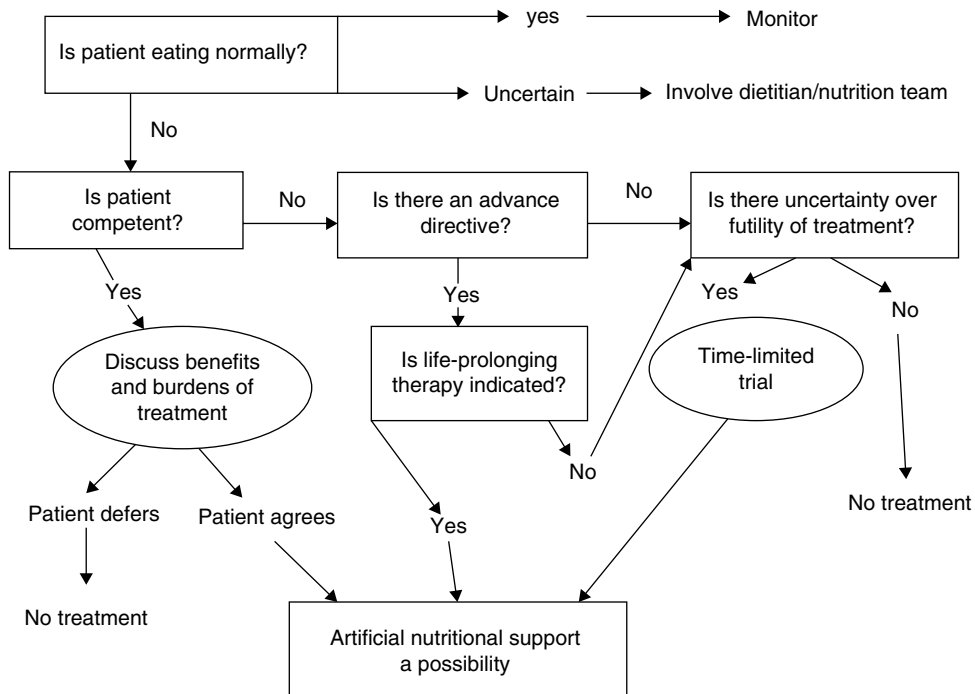 yes
Monitor
Is patient eating normally?
Uncertain
Involve dietitian/nutrition team
No
Is patient
competent?
No
Is there an advance
directive?
No
Is there uncertainty over
futility of treatment?
Yes
Yes
Yes
No
Discuss benefits
and burdens of
treatment
Is life-prolonging
therapy indicated?
Time-limited
trial
No
Patient defers
Patient agrees
Yes
No treatment
No treatment
Artificial nutritional support
a possibility